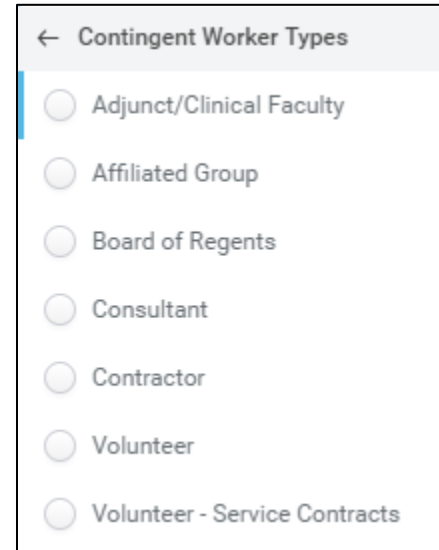 ← Contingent Worker Types
Adjunct/Clinical Faculty
Affiliated Group
Board of Regents
Consultant
Contractor
Volunteer
Volunteer - Service Contracts